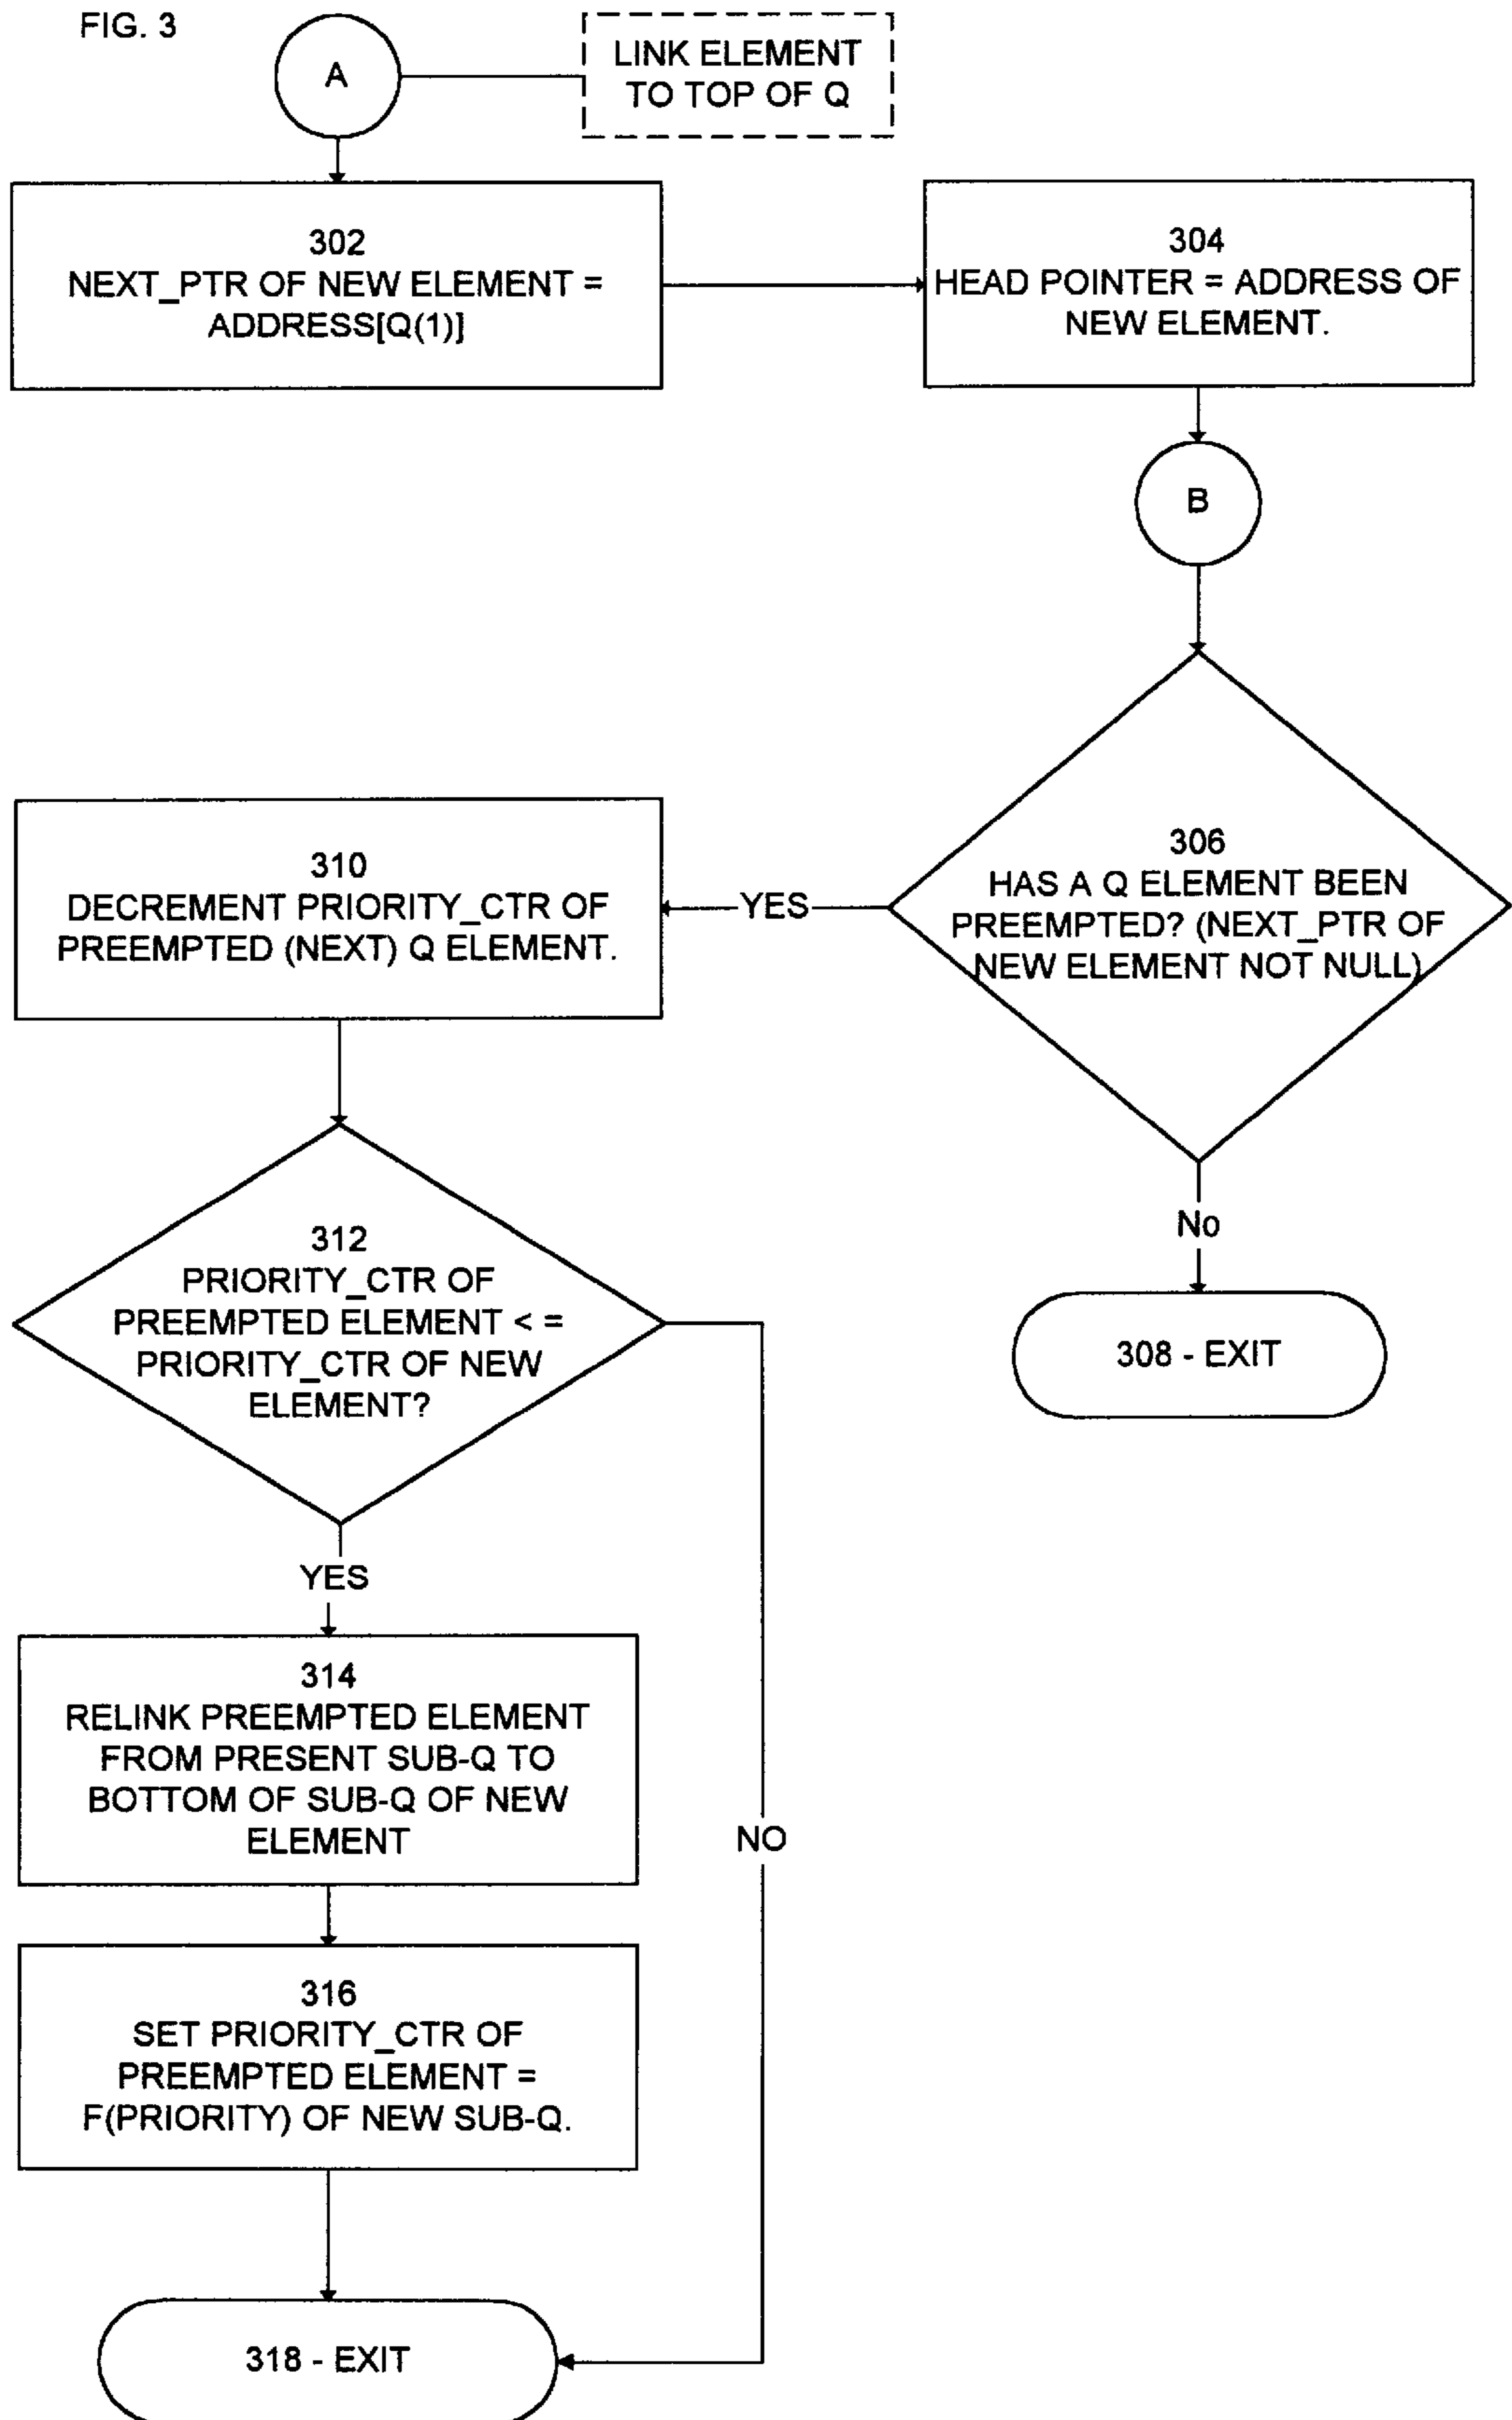 FIG. 3
A
LINK ELEMENT
TO TOP OF Q
302
NEXT_PTR OF NEW ELEMENT =
ADDRESS[Q(1)]
304
HEAD POINTER = ADDRESS OF
NEW ELEMENT.
B
306
HAS A Q ELEMENT BEEN
PREEMPTED? (NEXT_PTR OF
NEW ELEMENT NOT NULL)
YES
310
DECREMENT PRIORITY_CTR OF
PREEMPTED (NEXT) Q ELEMENT.
No
308 - EXIT
312
PRIORITY_CTR OF
PREEMPTED ELEMENT < =
PRIORITY_CTR OF NEW
ELEMENT?
YES
314
RELINK PREEMPTED ELEMENT
FROM PRESENT SUB-Q TO
BOTTOM OF SUB-Q OF NEW
ELEMENT
NO
316
SET PRIORITY_CTR OF
PREEMPTED ELEMENT =
F(PRIORITY) OF NEW SUB-Q.
318 - EXIT